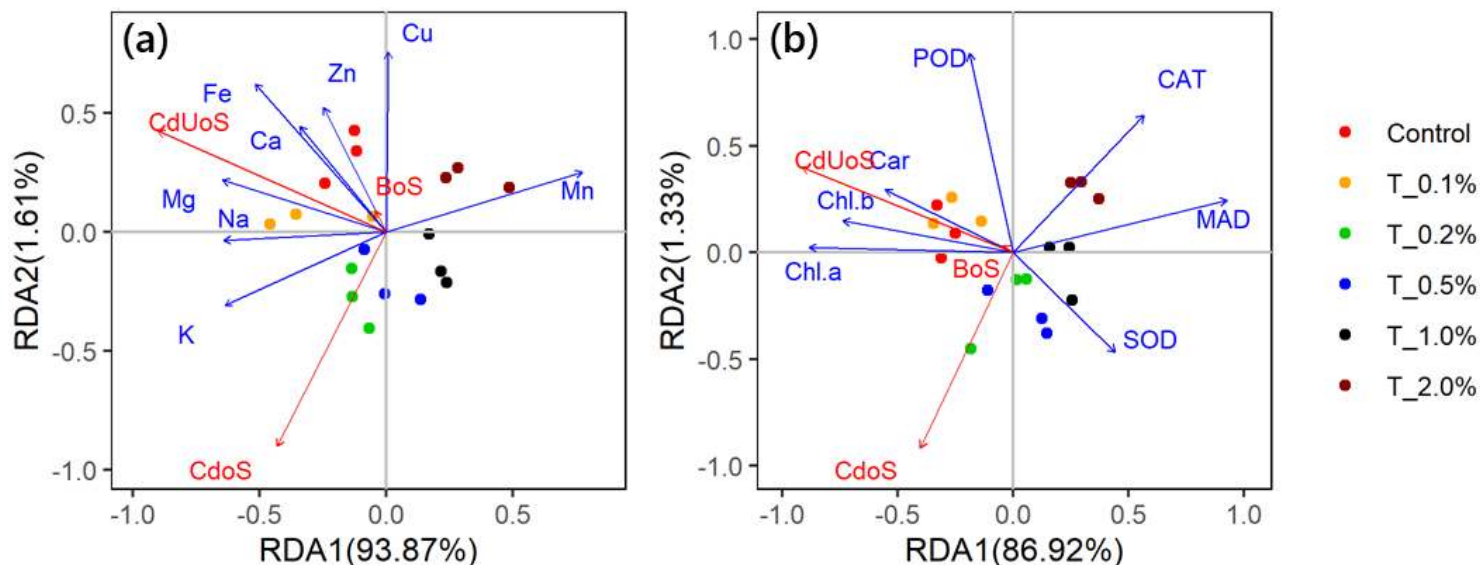 (a)
Cu
Zn
Fe
CdUoS
Ca
BoS
Mn
Mg
Na
K
CdoS
0.5
0.0
-0.5
-1.0
RDA2(1.61%)
-1.0
-0.5
0.0
0.5
RDA1(93.87%)
(b)
POD
CAT
CdUoS
Car
Chl.b
MAD
Chl.a
BoS
SOD
CdoS
1.0
0.5
0.0
-0.5
-1.0
RDA2(1.33%)
-1.0
-0.5
0.0
0.5
1.0
RDA1(86.92%)
Control
T_0.1%
T_0.2%
T_0.5%
T_1.0%
T_2.0%